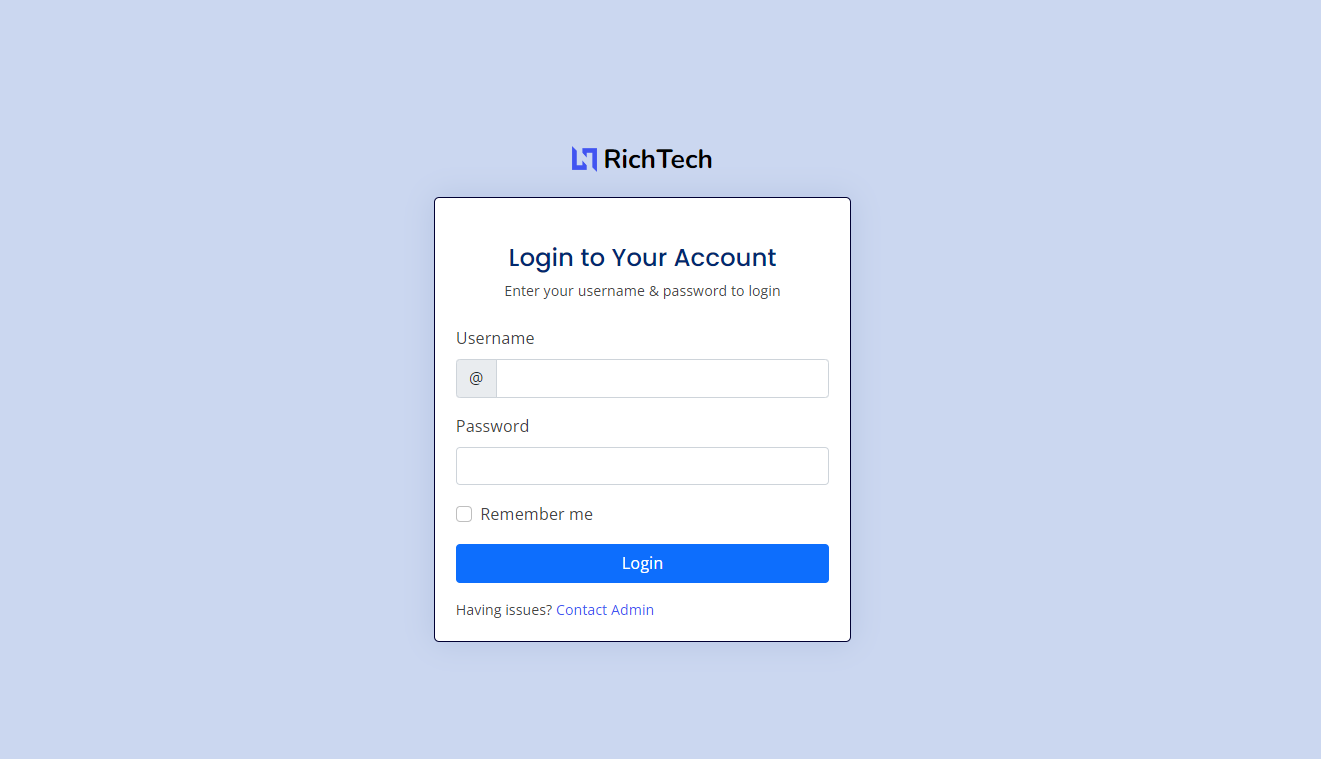 RichTech
Login to Your Account
Enter your username & password to login
Username
@
Password
Remember me
Login
Having issues? Contact Admin